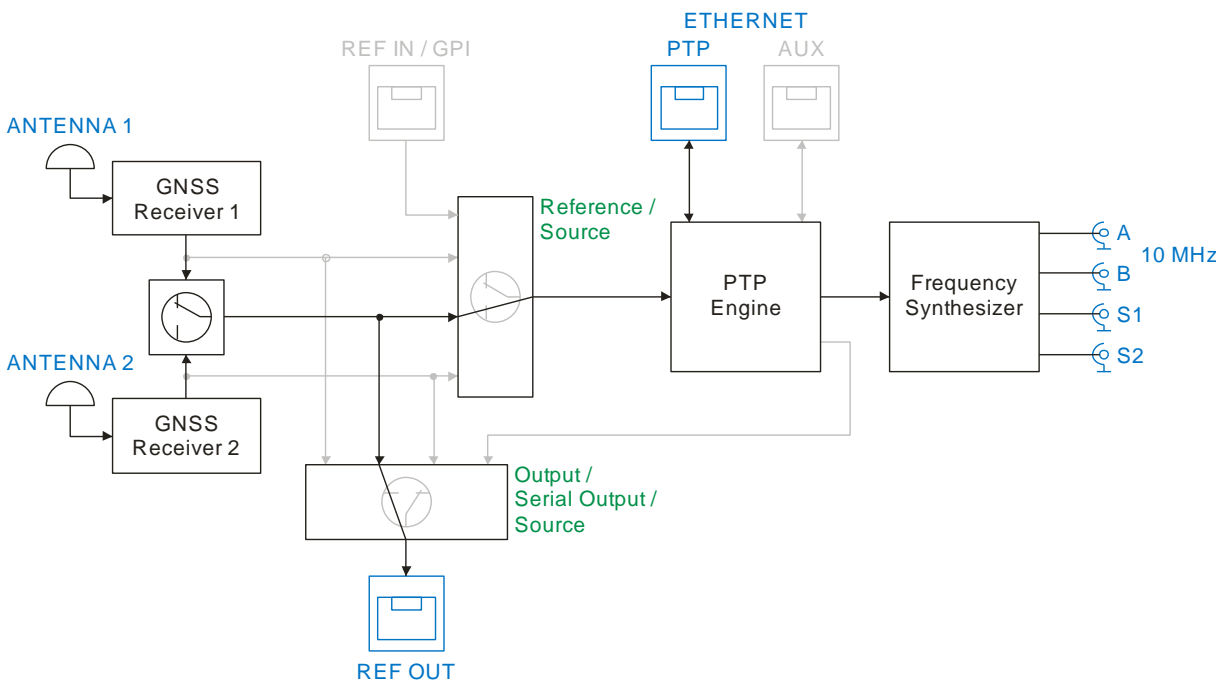 ETHERNET
REF IN / GPI
PTP
AUX
ANTENNA 1
GNSS
Receiver 1
Reference /
Source
A
10 MHz
B
PTP
Engine
Frequency
Synthesizer
S1
S2
ANTENNA 2
GNSS
Receiver 2
Output /
Serial Output /
Source
REF OUT